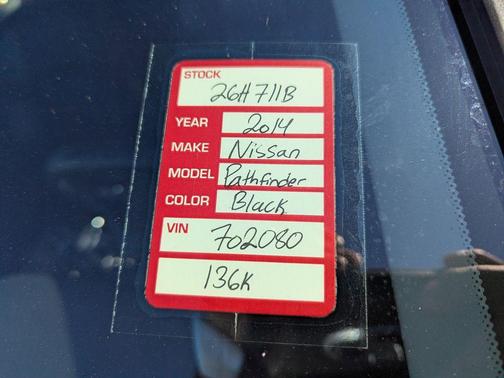 STOCK
26H711B
YEAR 2014
MAKE Nissan
MODEL Pathfinder
COLOR Black
VIN 702080
136K